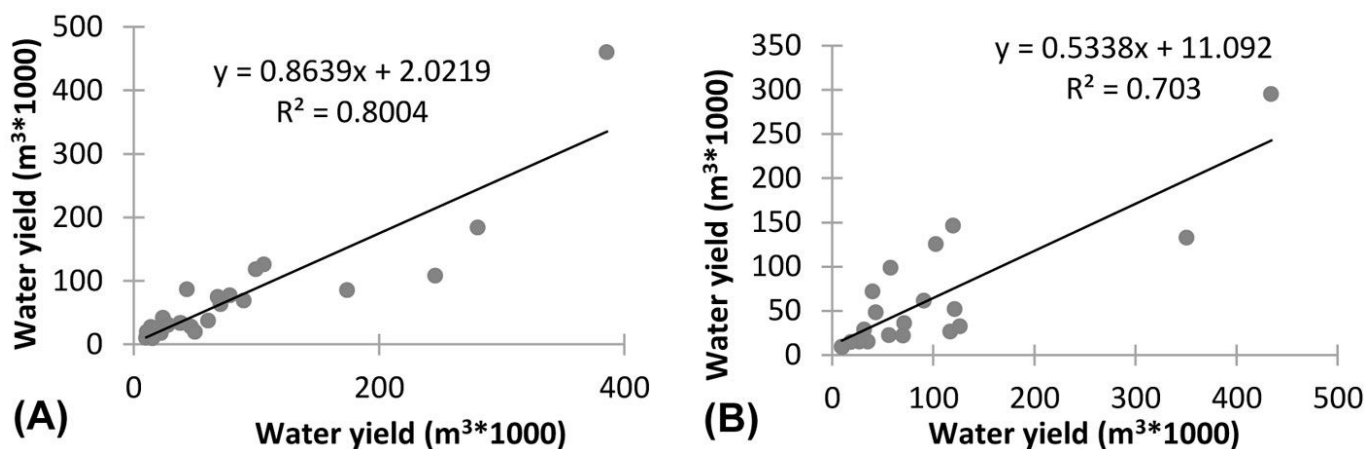 Water yield (m³*1000)
500
400
300
200
100
0
y = 0.8639x + 2.0219
R² = 0.8004
0
200
400
(A)
Water yield (m³*1000)
Water yield (m³*1000)
350
300
250
200
150
100
50
0
y = 0.5338x + 11.092
R² = 0.703
0
100
200
300
400
500
(B)
Water yield (m³*1000)